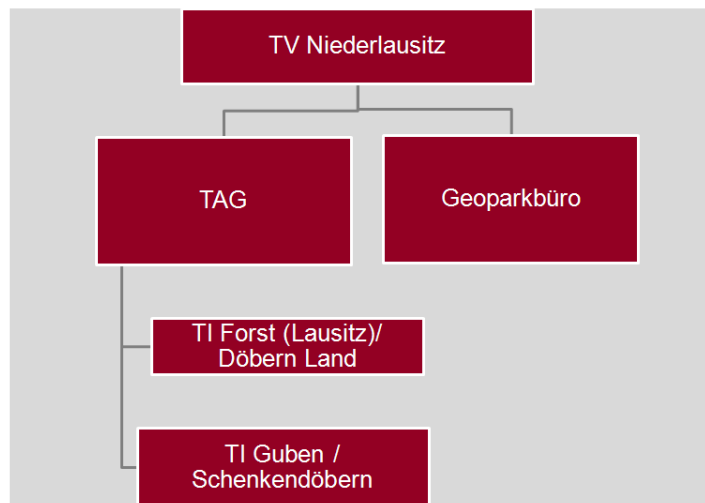 TV Niederlausitz
TAG
Geoparkbüro
TI Forst (Lausitz)/
Döbern Land
TI Guben /
Schenkendöbern